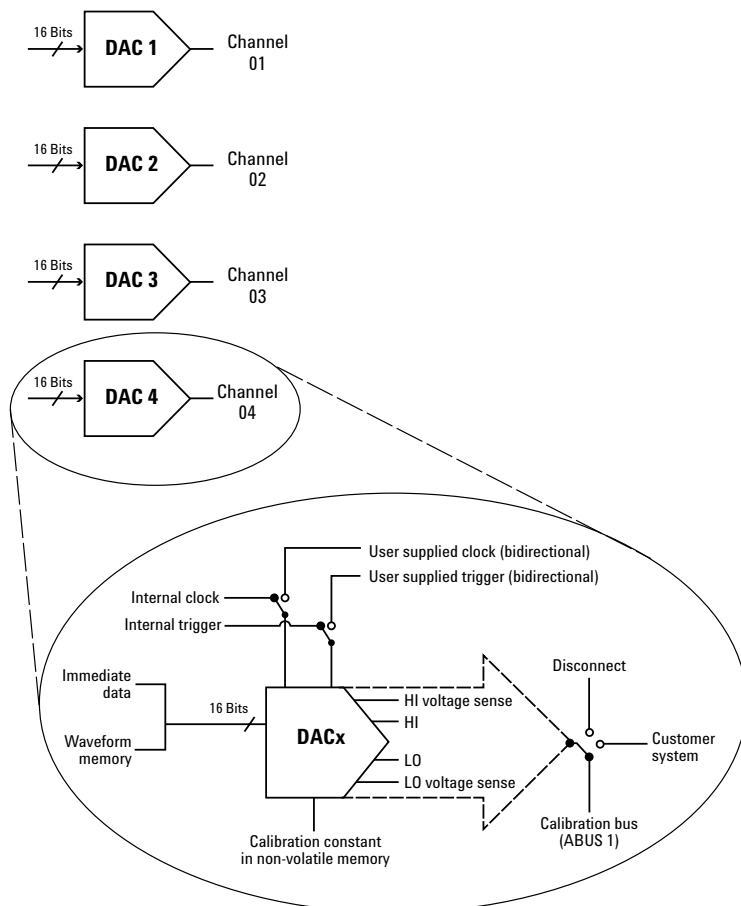 16 Bits
DAC 1
Channel
01
16 Bits
DAC 2
Channel
02
16 Bits
DAC 3
Channel
03
16 Bits
DAC 4
Channel
04
User supplied clock (bidirectional)
User supplied trigger (bidirectional)
Internal clock
Internal trigger
Immediate
data
Waveform
memory
16 Bits
DACx
HI voltage sense
HI
LO
LO voltage sense
Calibration constant
in non-volatile memory
Disconnect
Customer
system
Calibration bus
(ABUS 1)